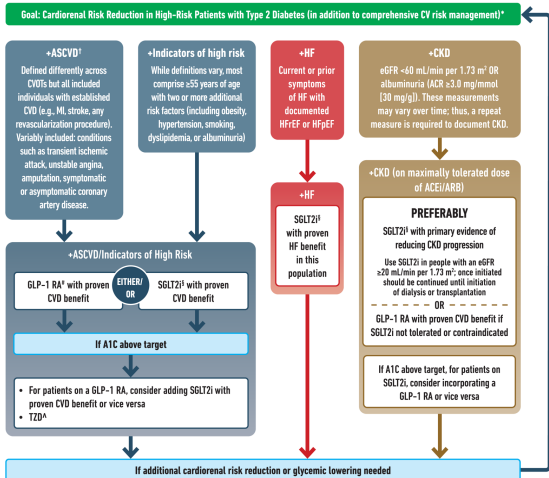 Goal: Cardiorenal Risk Reduction in High-Risk Patients with Type 2 Diabetes (in addition to comprehensive CV risk management)*
+ASCVD†
Defined differently across
CVOTs but all included
individuals with established
CVD (e.g., MI, stroke, any
revascularization procedure).
Variably included: conditions
such as transient ischemic
attack, unstable angina,
amputation, symptomatic
or asymptomatic coronary
artery disease.
+Indicators of high risk
While definitions vary, most
comprise ≥55 years of age
with two or more additional
risk factors (including obesity,
hypertension, smoking,
dyslipidemia, or albuminuria)
+HF
Current or prior
symptoms
of HF with
documented
HFrEF or HFpEF
+CKD
eGFR <60 mL/min per 1.73 m² OR
albuminuria (ACR ≥3.0 mg/mmol
[30 mg/g]). These measurements
may vary over time; thus, a repeat
measure is required to document CKD.
+ASCVD/Indicators of High Risk
GLP-1 RA# with proven
CVD benefit
EITHER/
OR
SGLT2i§ with proven
CVD benefit
If A1C above target
• For patients on a GLP-1 RA, consider adding SGLT2i with
proven CVD benefit or vice versa
• TZD^
+HF
SGLT2i§
with proven
HF benefit
in this
population
+CKD (on maximally tolerated dose
of ACEi/ARB)
PREFERABLY
SGLT2i§ with primary evidence of
reducing CKD progression
Use SGLT2i in people with an eGFR
≥20 mL/min per 1.73 m²; once initiated
should be continued until initiation
of dialysis or transplantation
OR
GLP-1 RA with proven CVD benefit if
SGLT2i not tolerated or contraindicated
If A1C above target, for patients on
SGLT2i, consider incorporating a
GLP-1 RA or vice versa
If additional cardiorenal risk reduction or glycemic lowering needed